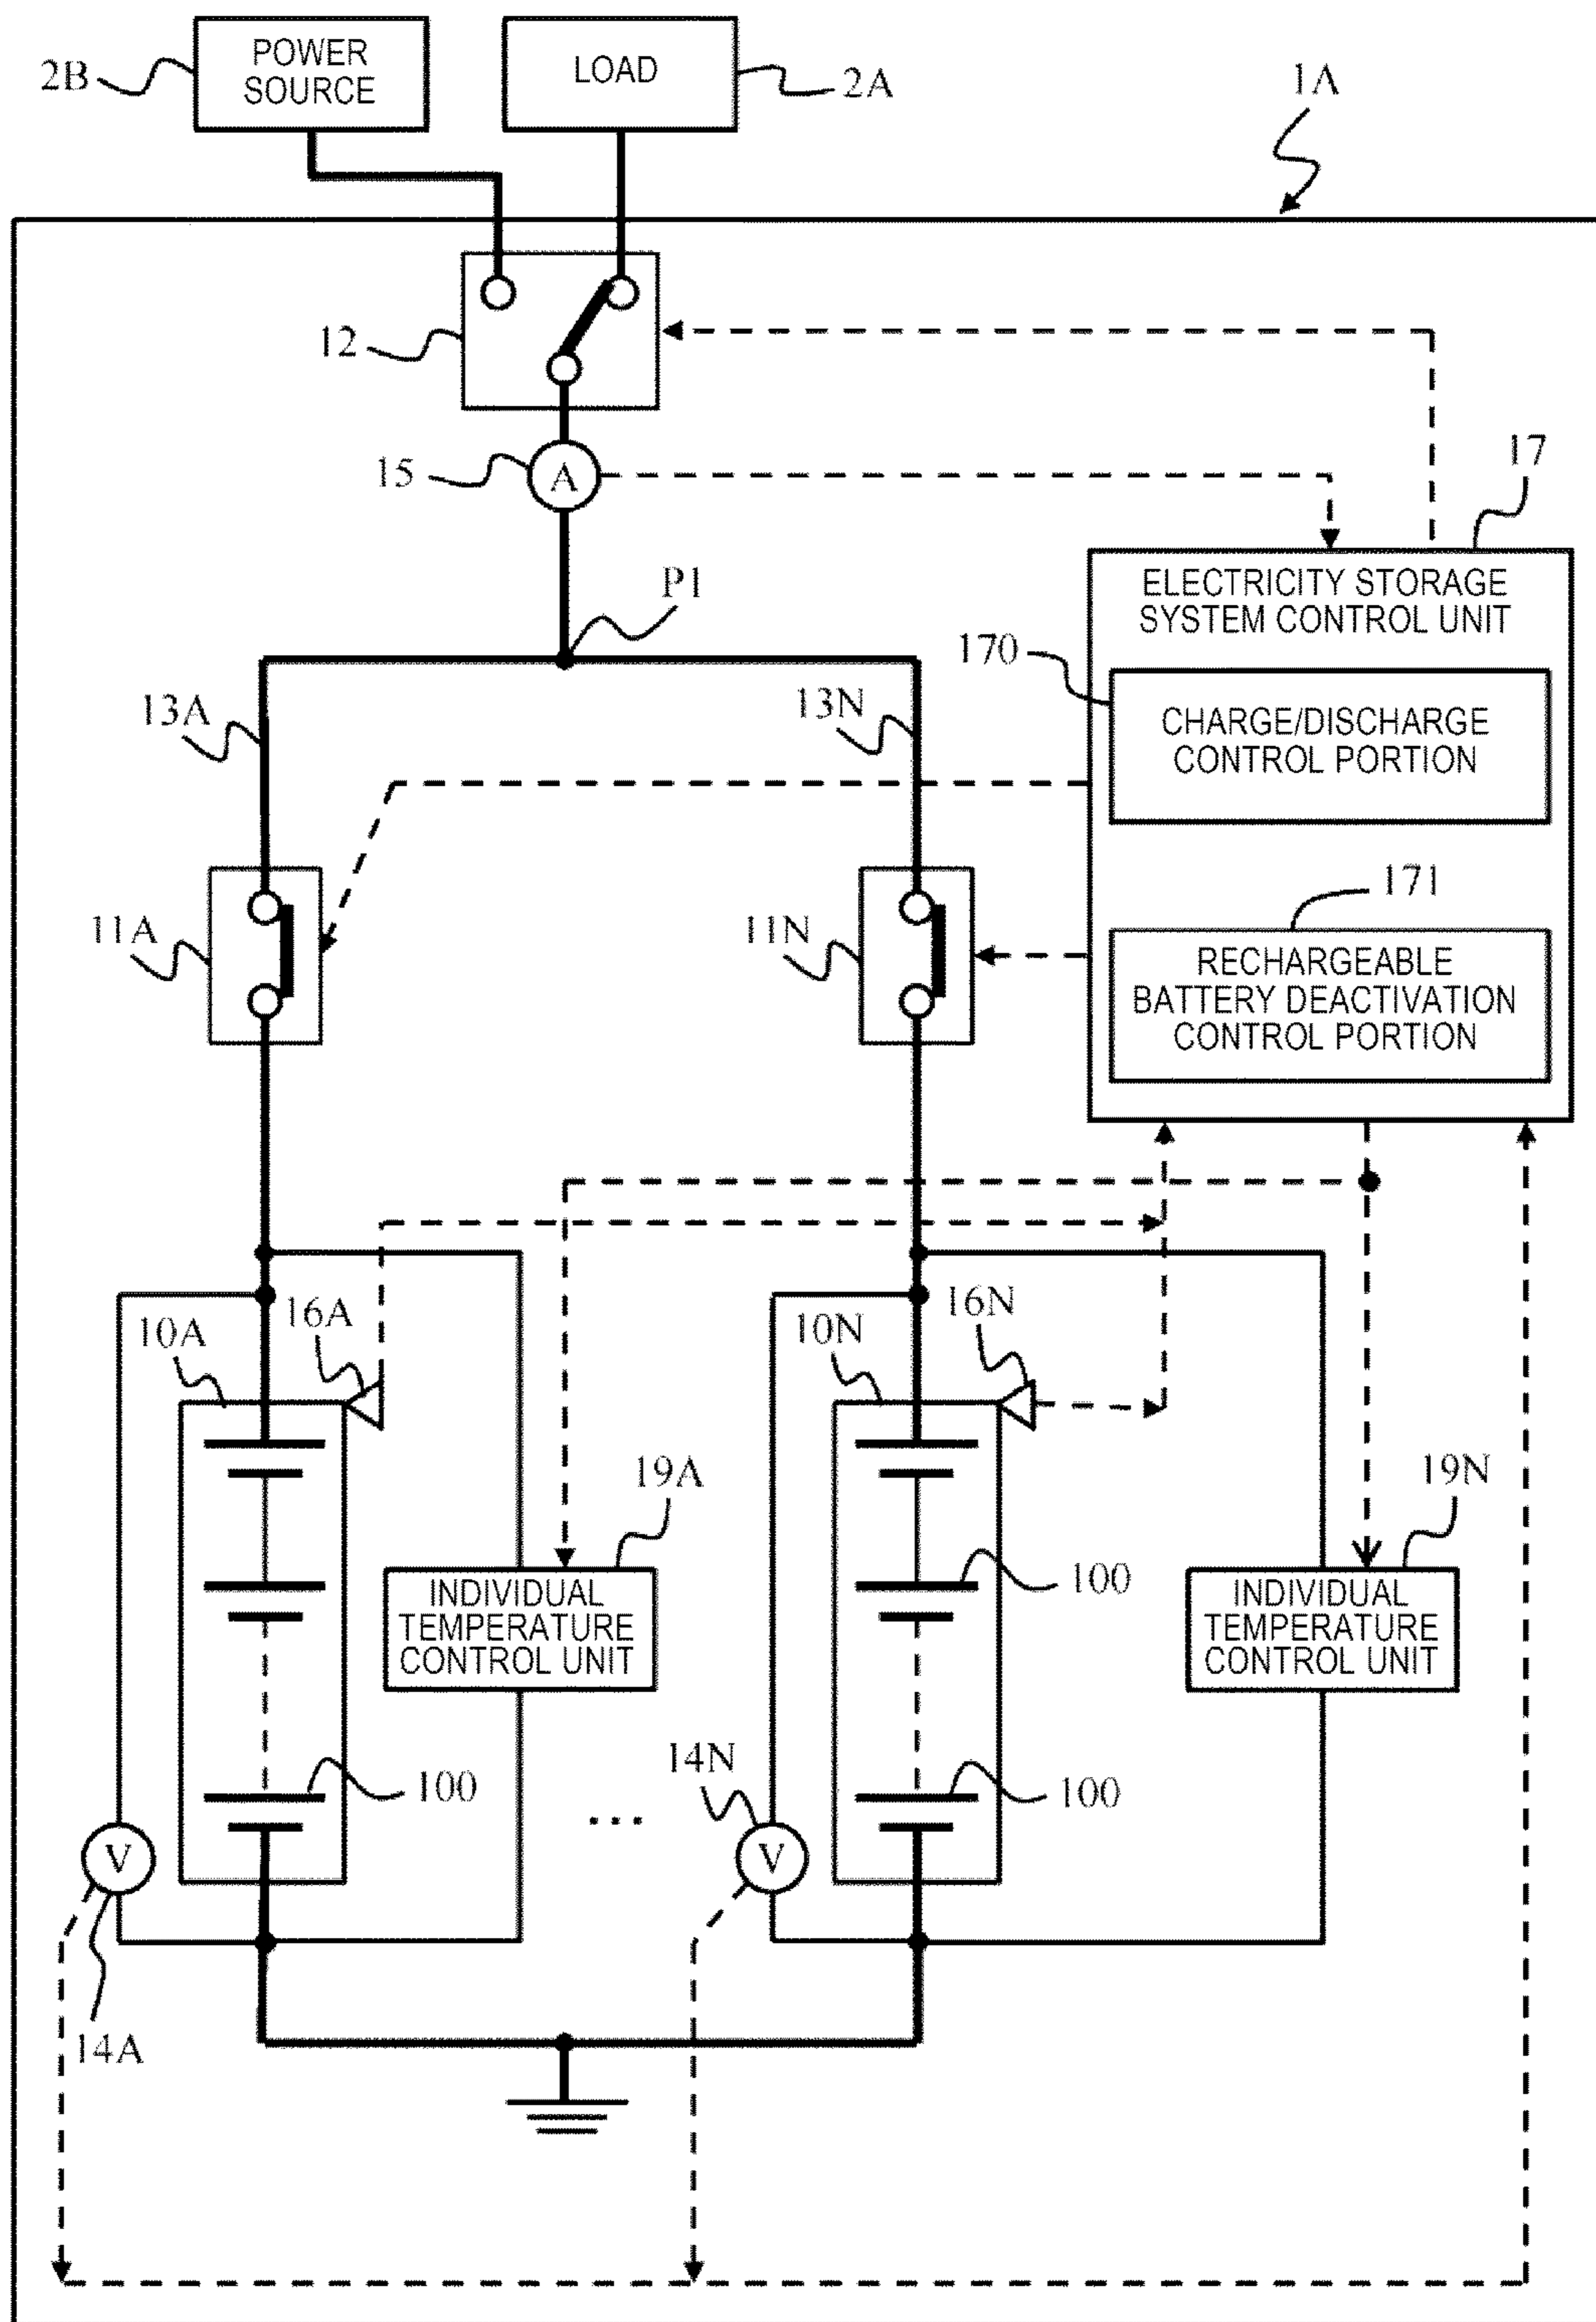 POWER
SOURCE
LOAD
2B
2A
1A
12
15
A
17
P1
ELECTRICITY STORAGE
SYSTEM CONTROL UNIT
170
13A
13N
CHARGE/DISCHARGE
CONTROL PORTION
171
11A
11N
RECHARGEABLE
BATTERY DEACTIVATION
CONTROL PORTION
10A
16A
10N
16N
19A
19N
100
INDIVIDUAL
TEMPERATURE
CONTROL UNIT
INDIVIDUAL
TEMPERATURE
CONTROL UNIT
100
...
14N
100
V
V
14A